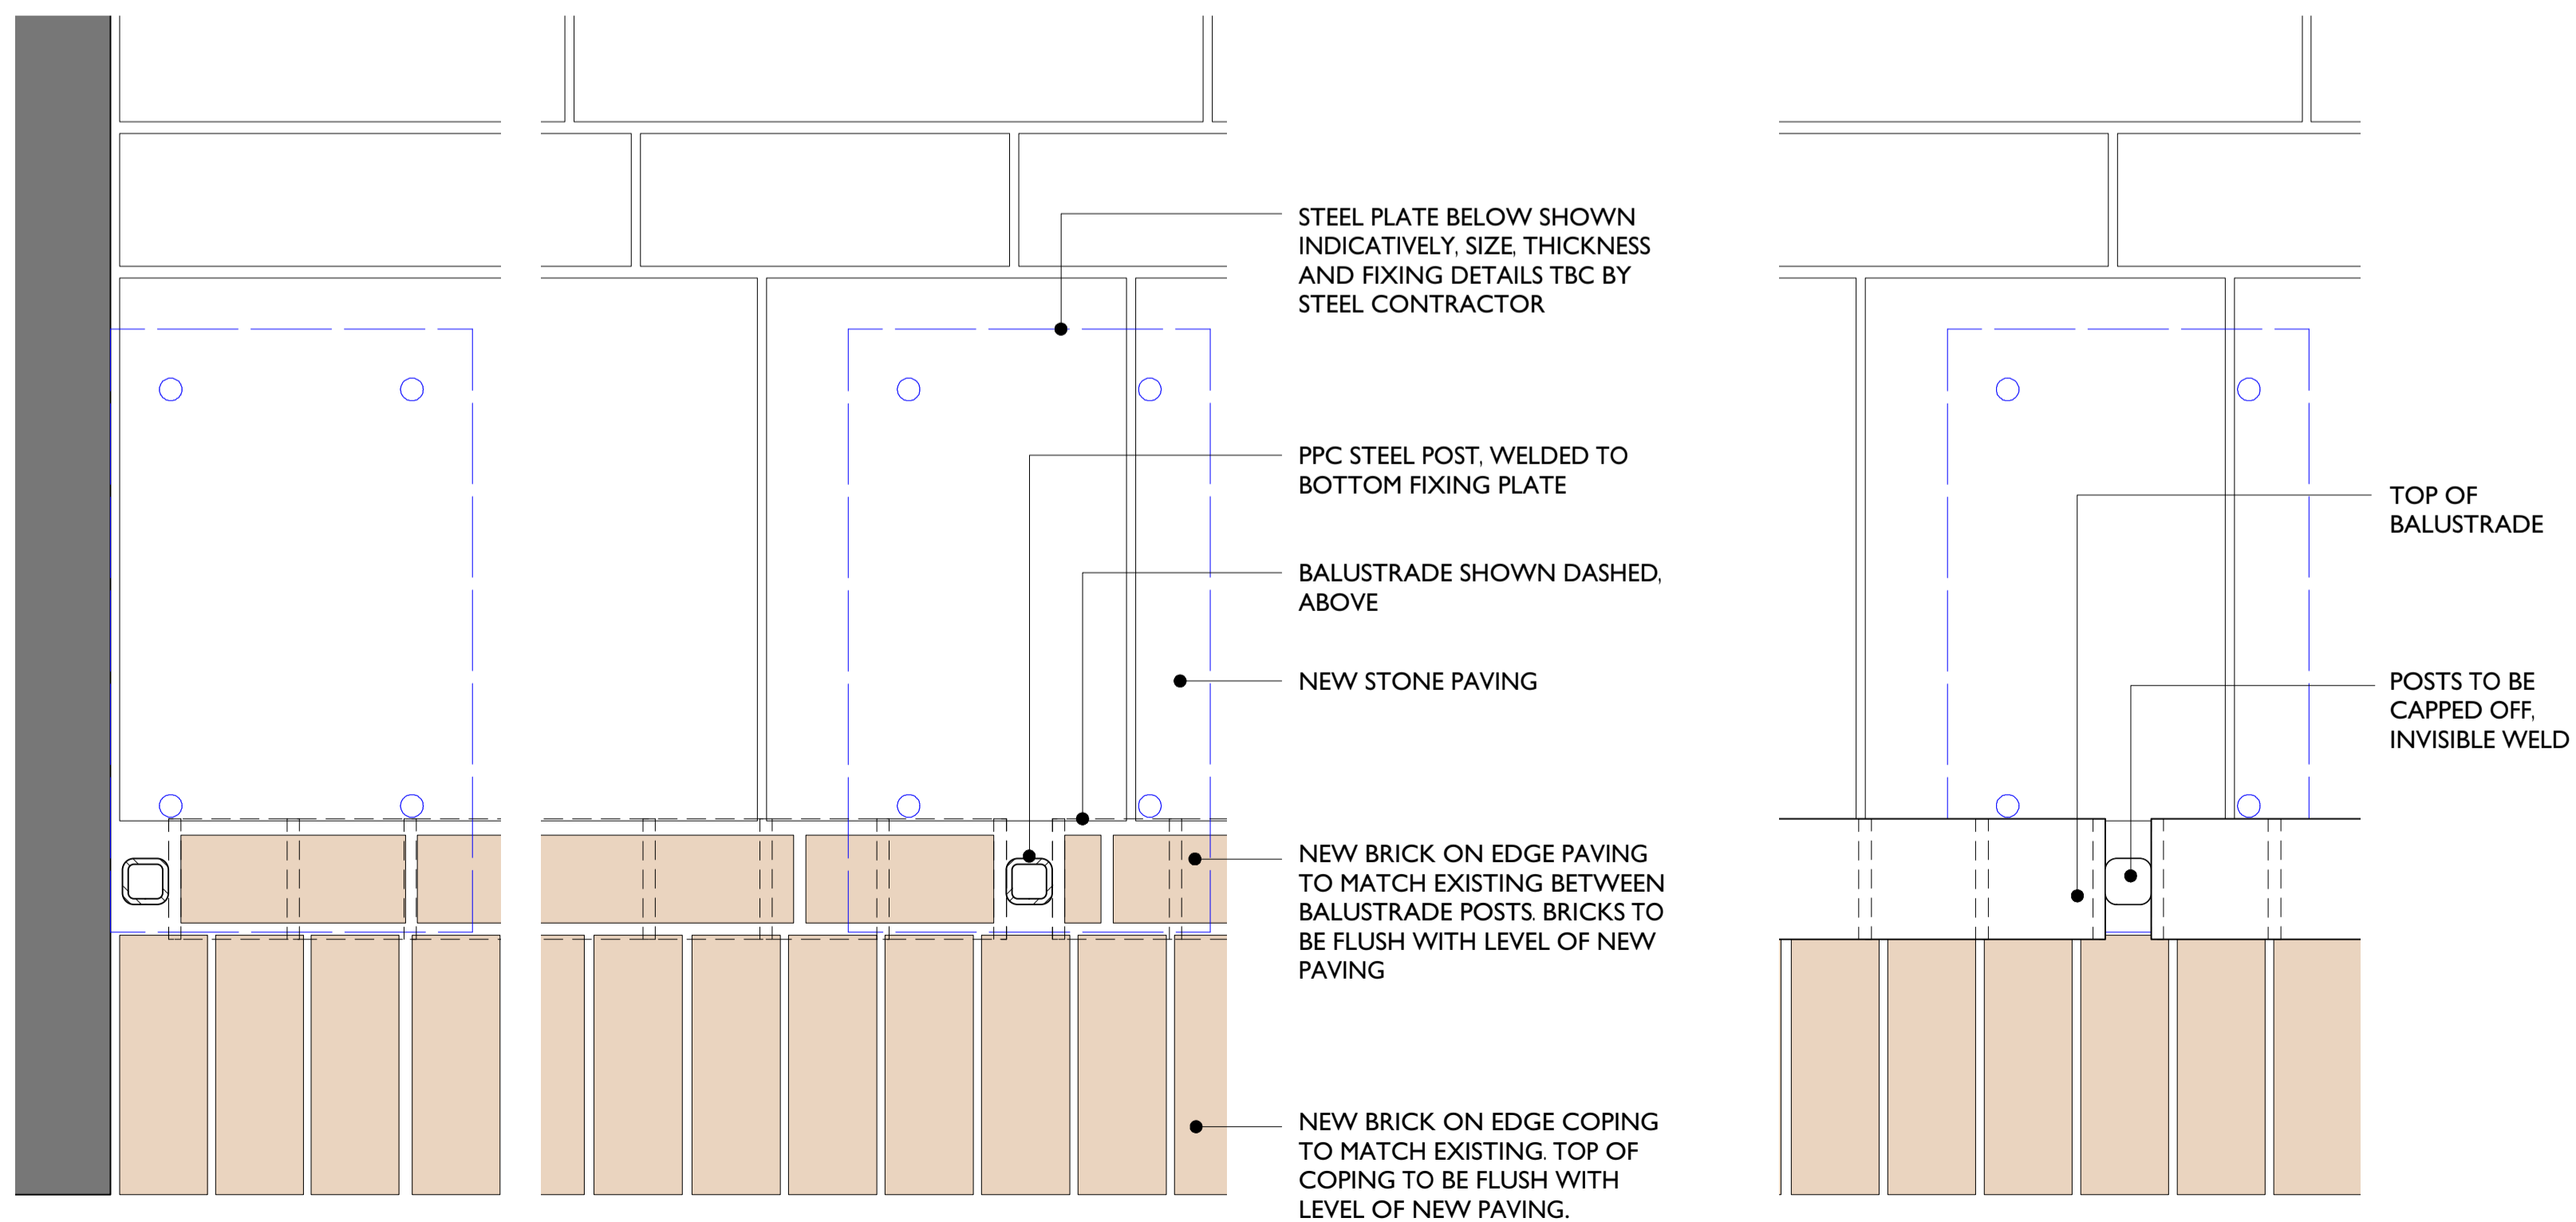 STEEL PLATE BELOW SHOWN
INDICATIVELY, SIZE, THICKNESS
AND FIXING DETAILS TBC BY
STEEL CONTRACTOR
PPC STEEL POST, WELDED TO
BOTTOM FIXING PLATE
BALUSTRADE SHOWN DASHED,
ABOVE
NEW STONE PAVING
NEW BRICK ON EDGE PAVING
TO MATCH EXISTING BETWEEN
BALUSTRADE POSTS. BRICKS TO
BE FLUSH WITH LEVEL OF NEW
PAVING
NEW BRICK ON EDGE COPING
TO MATCH EXISTING. TOP OF
COPING TO BE FLUSH WITH
LEVEL OF NEW PAVING.
TOP OF
BALUSTRADE
POSTS TO BE
CAPPED OFF,
INVISIBLE WELD